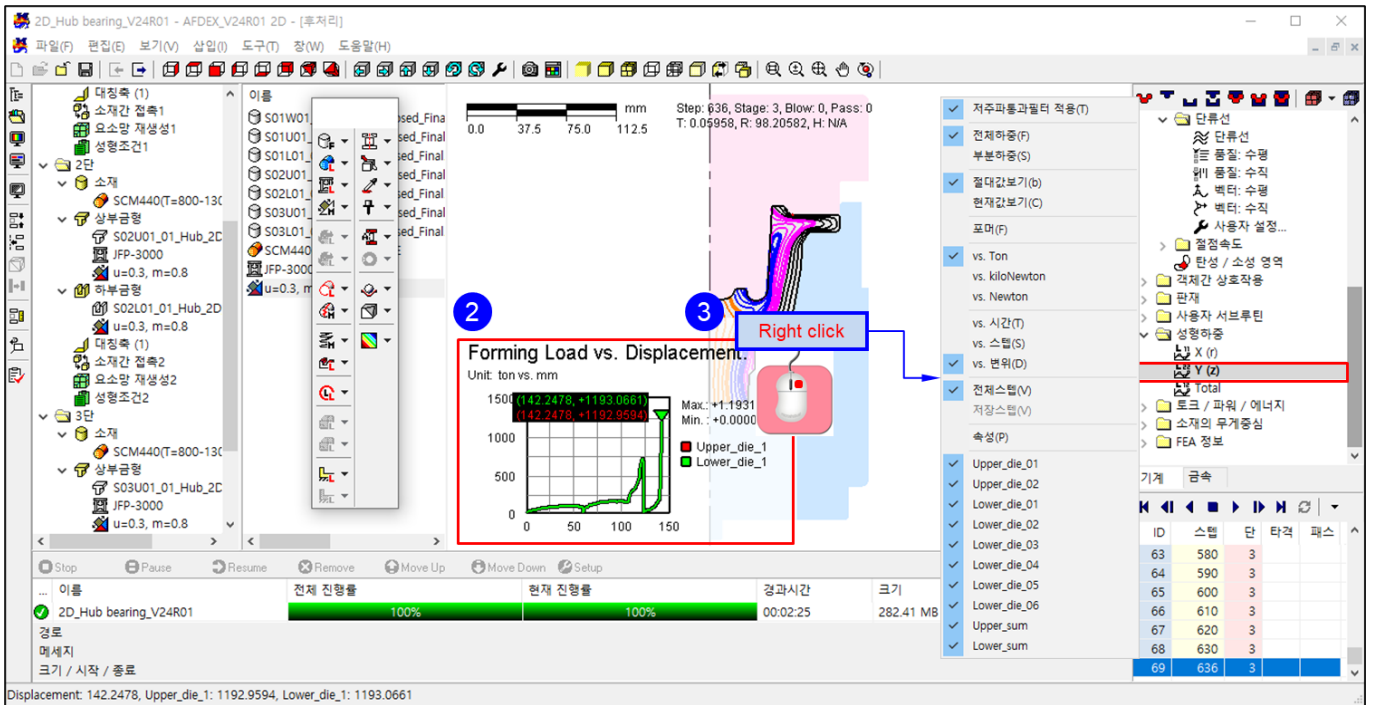 2D_Hub bearing_V24R01 - AFDEX_V24R01 2D - [후처리]
파일(F) 편집(E) 보기(V) 삽입(I) 도구(T) 창(W) 도움말(H)
대칭축 (1)
소재간 접촉1
요소망 재생성1
성형조건1
2단
소재
SCM440(T=800-130
상부금형
S02U01_01_Hub_2D
JFP-3000
u=0.3, m=0.8
하부금형
S02L01_01_Hub_2D
u=0.3, m=0.8
대칭축 (1)
소재간 접촉2
요소망 재생성2
성형조건2
3단
소재
SCM440(T=800-130
상부금형
S03U01_01_Hub_2D
JFP-3000
u=0.3, m=0.8
이름
S01W01_ osed_Fina
S01U01_ sed_Final
S01L01_ sed_Final
S02U01_ sed_Final
S02L01_ sed_Final
S03U01_ sed_Final
S03L01_ sed_Final
SCM440
JFP-3000
u=0.3, m
mm
0.0 37.5 75.0 112.5
Step: 636, Stage: 3, Blow: 0, Pass: 0
T: 0.05958, R: 98.20582, H: N/A
2
3
Right click
Forming Load vs. Displacement.
Unit: ton vs. mm
1500
1000
500
0
0 50 100 150
(142.2478, +1193.0661)
(142.2478, +1192.9594)
Max.: +1.1931
Min. : +0.0000
Upper_die_1
Lower_die_1
저주파통과필터 적용(T)
전체하중(F)
부분하중(S)
절대값보기(b)
현재값보기(C)
포머(F)
vs. Ton
vs. kiloNewton
vs. Newton
vs. 시간(T)
vs. 스텝(S)
vs. 변위(D)
전체스텝(V)
저장스텝(V)
속성(P)
Upper_die_01
Upper_die_02
Lower_die_01
Lower_die_02
Lower_die_03
Lower_die_04
Lower_die_05
Lower_die_06
Upper_sum
Lower_sum
단류선
단류선
품질: 수평
품질: 수직
벡터: 수평
벡터: 수직
사용자 설정...
절점속도
탄성 / 소성 영역
객체간 상호작용
판재
사용자 서브루틴
성형하중
X (r)
Y (z)
Total
토크 / 파워 / 에너지
소재의 무게중심
FEA 정보
기계 금속
ID 스텝 단 타격 패스
63 580 3
64 590 3
65 600 3
66 610 3
67 620 3
68 630 3
69 636 3
Stop Pause Resume Remove Move Up Move Down Setup
... 이름 전체 진행률 현재 진행률 경과시간 크기
2D_Hub bearing_V24R01 100% 100% 00:02:25 282.41 MB
경로
메세지
크기 / 시작 / 종료
Displacement: 142.2478, Upper_die_1: 1192.9594, Lower_die_1: 1193.0661